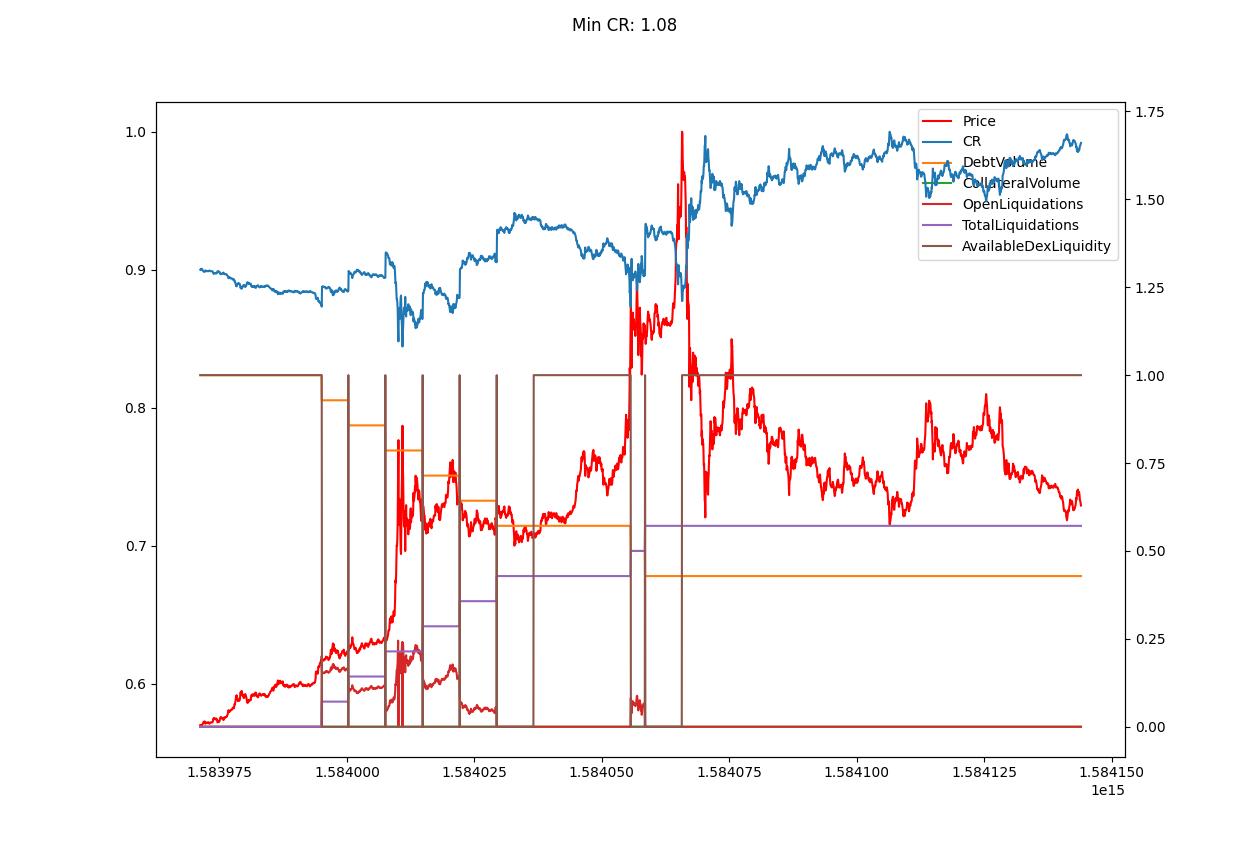 Min CR: 1.08
1.0
0.9
0.8
0.7
0.6
1.75
1.50
1.25
1.00
0.75
0.50
0.25
0.00
Price
CR
DebtVolume
CollateralVolume
OpenLiquidations
TotalLiquidations
AvailableDexLiquidity
1.583975 1.584000 1.584025 1.584050 1.584075 1.584100 1.584125 1.584150
1e15